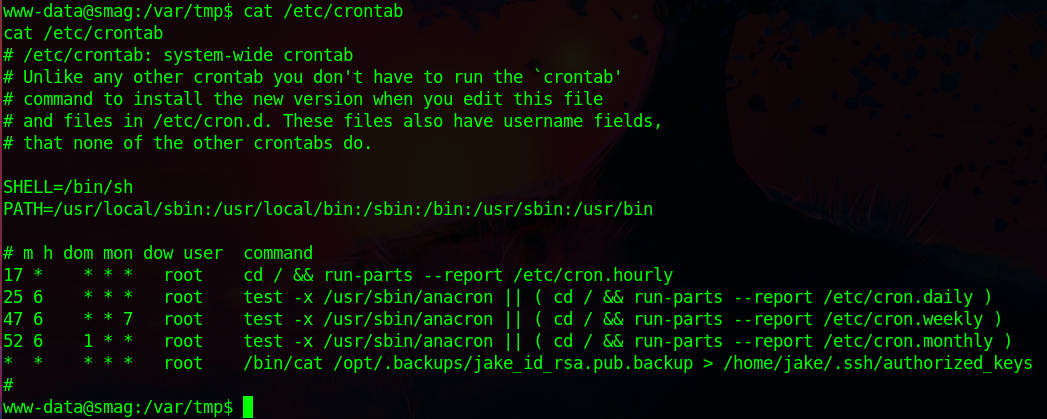 www-data@smag:/var/tmp$ cat /etc/crontab
cat /etc/crontab
# /etc/crontab: system-wide crontab
# Unlike any other crontab you don't have to run the `crontab'
# command to install the new version when you edit this file
# and files in /etc/cron.d. These files also have username fields,
# that none of the other crontabs do.

SHELL=/bin/sh
PATH=/usr/local/sbin:/usr/local/bin:/sbin:/bin:/usr/sbin:/usr/bin

# m h dom mon dow user  command
17 *    * * *   root    cd / && run-parts --report /etc/cron.hourly
25 6    * * *   root    test -x /usr/sbin/anacron || ( cd / && run-parts --report /etc/cron.daily )
47 6    * * 7   root    test -x /usr/sbin/anacron || ( cd / && run-parts --report /etc/cron.weekly )
52 6    1 * *   root    test -x /usr/sbin/anacron || ( cd / && run-parts --report /etc/cron.monthly )
*  *    * * *   root    /bin/cat /opt/.backups/jake_id_rsa.pub.backup > /home/jake/.ssh/authorized_keys
#
www-data@smag:/var/tmp$